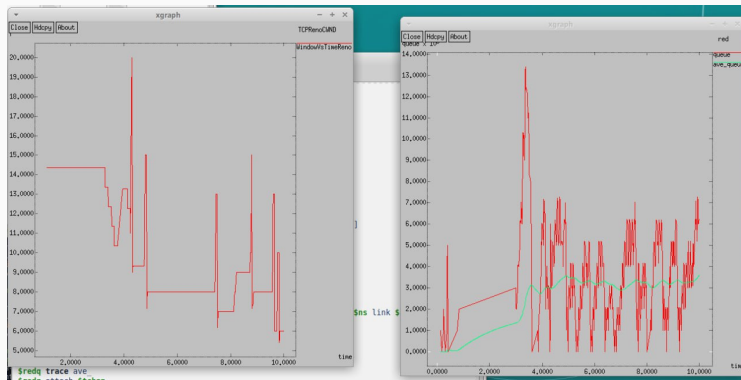 xgraph
Close Hdcpy About
TCPRenoCWND
WindowVsTimeReno
20.0000
19.0000
18.0000
17.0000
16.0000
15.0000
14.0000
13.0000
12.0000
11.0000
10.0000
9.0000
8.0000
7.0000
6.0000
5.0000
2.0000 4.0000 6.0000 8.0000 10.0000
time
xgraph
Close Hdcpy About
red
queue
ave_queue
14.0000
13.0000
12.0000
11.0000
10.0000
9.0000
8.0000
7.0000
6.0000
5.0000
4.0000
3.0000
2.0000
1.0000
0.0000
0.0000 2.0000 4.0000 6.0000 8.0000 10.0000
time
]
$ns link $
$redq trace ave_